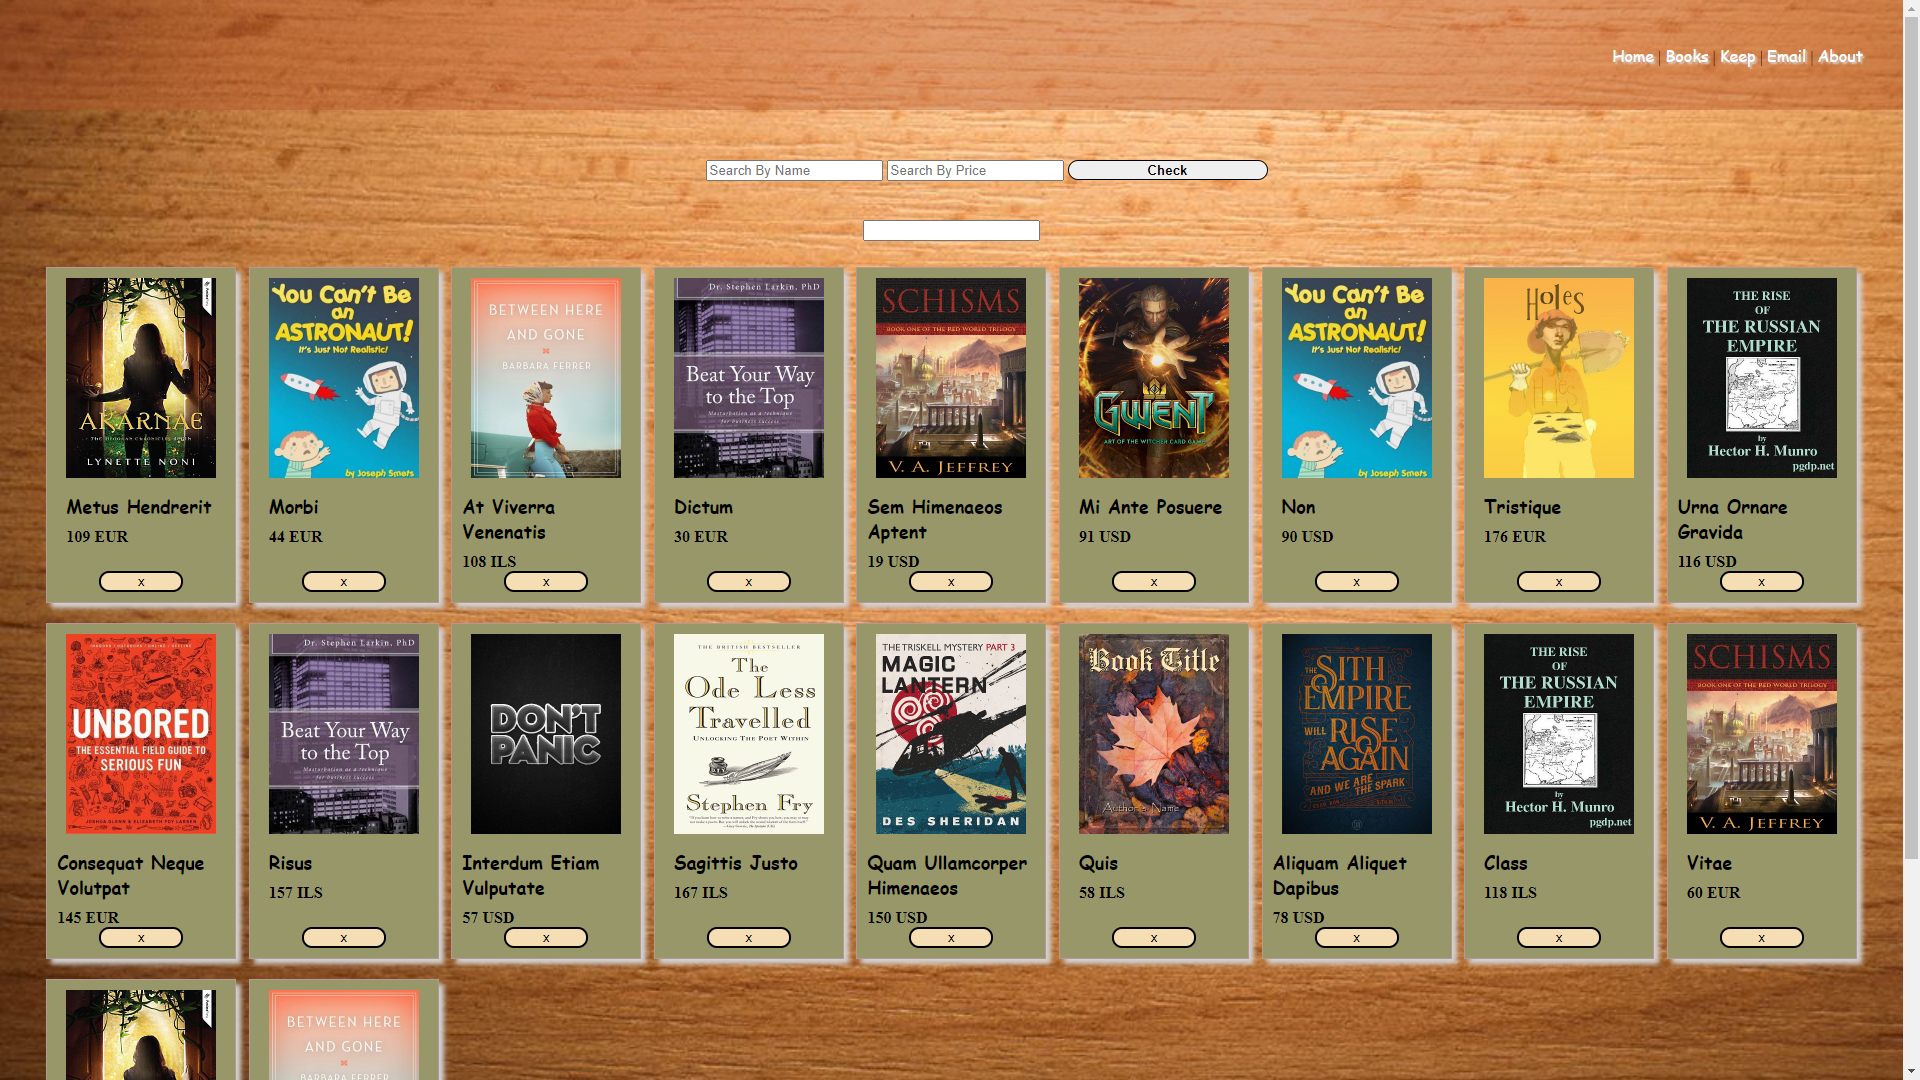 Home | Books | Keep | Email | About
Search By Name
Search By Price
Check
AKARNAE
LYNETTE NONI
Metus Hendrerit
109 EUR
x
You Can't Be
an
ASTRONAUT!
It's Just Not Realistic!
by Joseph Smets
Morbi
44 EUR
x
BETWEEN HERE
AND GONE
BARBARA FERRER
At Viverra
Venenatis
108 ILS
x
Dr. Stephen Larkin, PhD
Beat Your Way
to the Top
Masturbation as a technique
for business success
Dictum
30 EUR
x
SCHISMS
BOOK ONE OF THE RED WORLD TRILOGY
V. A. JEFFREY
Sem Himenaeos
Aptent
19 USD
x
GWENT
ART OF THE WITCHER CARD GAME
Mi Ante Posuere
91 USD
x
You Can't Be
an
ASTRONAUT!
It's Just Not Realistic!
by Joseph Smets
Non
90 USD
x
Holes
Holes
Tristique
176 EUR
x
THE RISE
OF
THE RUSSIAN
EMPIRE
by
Hector H. Munro
pgdp.net
Urna Ornare
Gravida
116 USD
x
UNBORED
THE ESSENTIAL FIELD GUIDE TO
SERIOUS FUN
JOSHUA GLENN & ELIZABETH FOY LARSEN
Consequat Neque
Volutpat
145 EUR
x
Dr. Stephen Larkin, PhD
Beat Your Way
to the Top
Masturbation as a technique
for business success
Risus
157 ILS
x
DON'T
PANIC
Interdum Etiam
Vulputate
57 USD
x
THE BRITISH BESTSELLER
The
Ode Less
Travelled
UNLOCKING THE POET WITHIN
Stephen Fry
Sagittis Justo
167 ILS
x
THE TRISKELL MYSTERY PART 3
MAGIC
LANTERN
DES SHERIDAN
Quam Ullamcorper
Himenaeos
150 USD
x
Book Title
Author's Name
Quis
58 ILS
x
THE
SITH
EMPIRE
WILL
RISE
AGAIN
AND WE ARE
THE SPARK
Aliquam Aliquet
Dapibus
78 USD
x
THE RISE
OF
THE RUSSIAN
EMPIRE
by
Hector H. Munro
pgdp.net
Class
118 ILS
x
SCHISMS
BOOK ONE OF THE RED WORLD TRILOGY
V. A. JEFFREY
Vitae
60 EUR
x
BETWEEN HERE
AND GONE
BARBARA FERRER